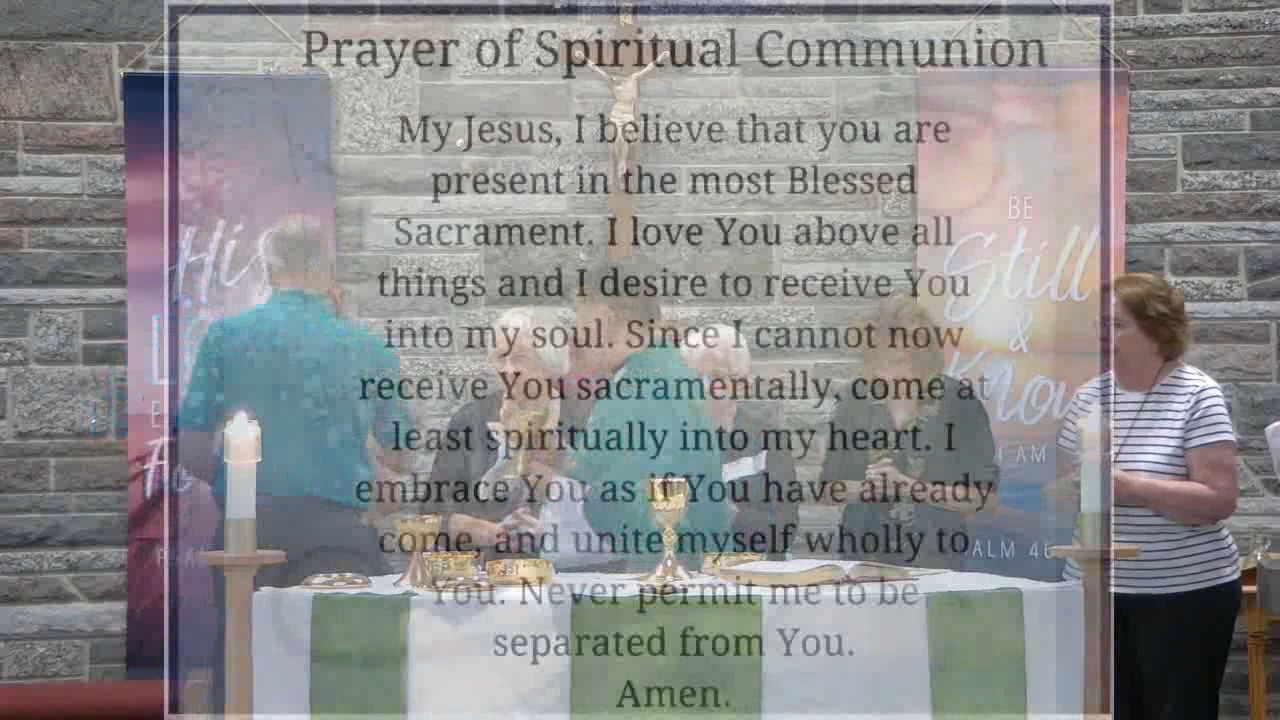 Prayer of Spiritual Communion
My Jesus, I believe that you are
present in the most Blessed
Sacrament. I love You above all
things and I desire to receive You
into my soul. Since I cannot now
receive You sacramentally, come at
least spiritually into my heart. I
embrace You as if You have already
come, and unite myself wholly to
You. Never permit me to be
separated from You.
Amen.
His
BE
Still
&
Know
I AM